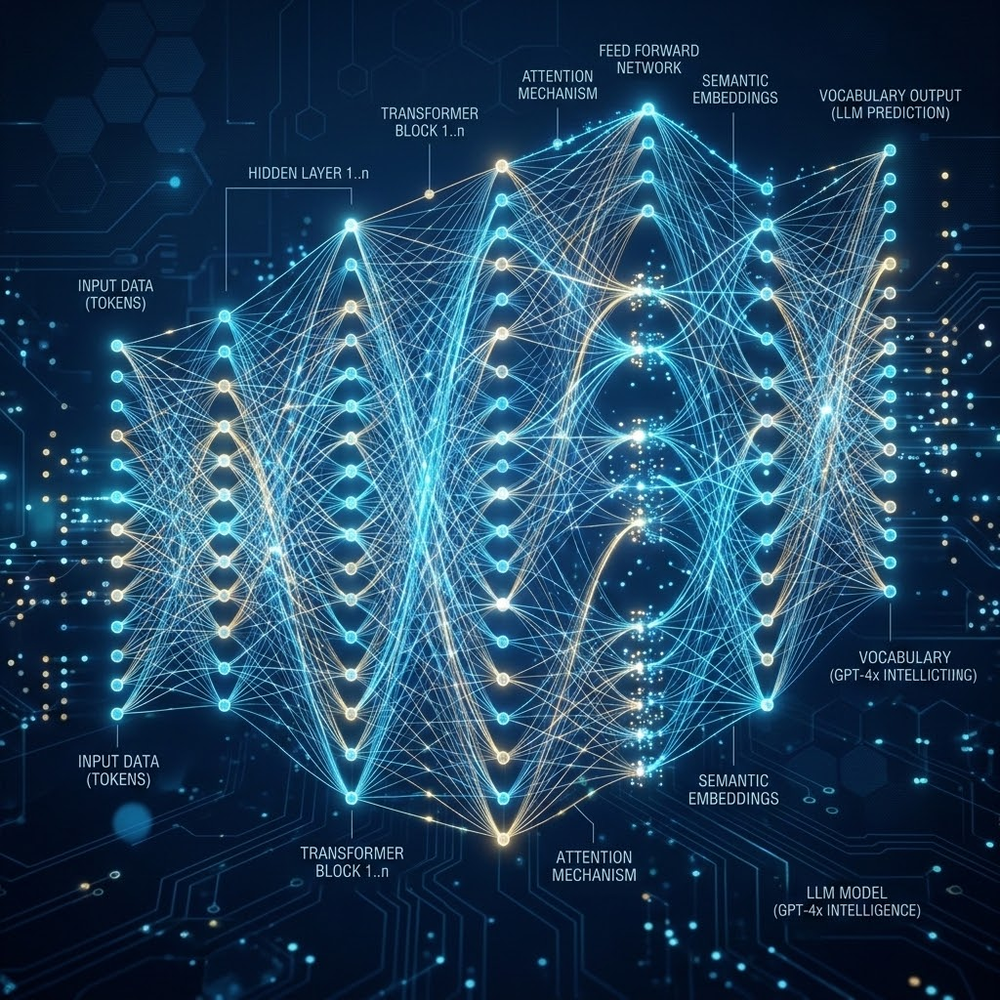 FEED FORWARD
NETWORK
ATTENTION
MECHANISM
SEMANTIC
EMBEDDINGS
VOCABULARY OUTPUT
(LLM PREDICTION)
TRANSFORMER
BLOCK 1..n
HIDDEN LAYER 1..n
INPUT DATA
(TOKENS)
VOCABULARY
(GPT-4x
INPUT DATA
(TOKENS)
SEMANTIC
EMBEDDINGS
TRANSFORMER
BLOCK 1..n
ATTENTION
MECHANISM
LLM MODEL
(GPT-4x INTELLIGENCE)